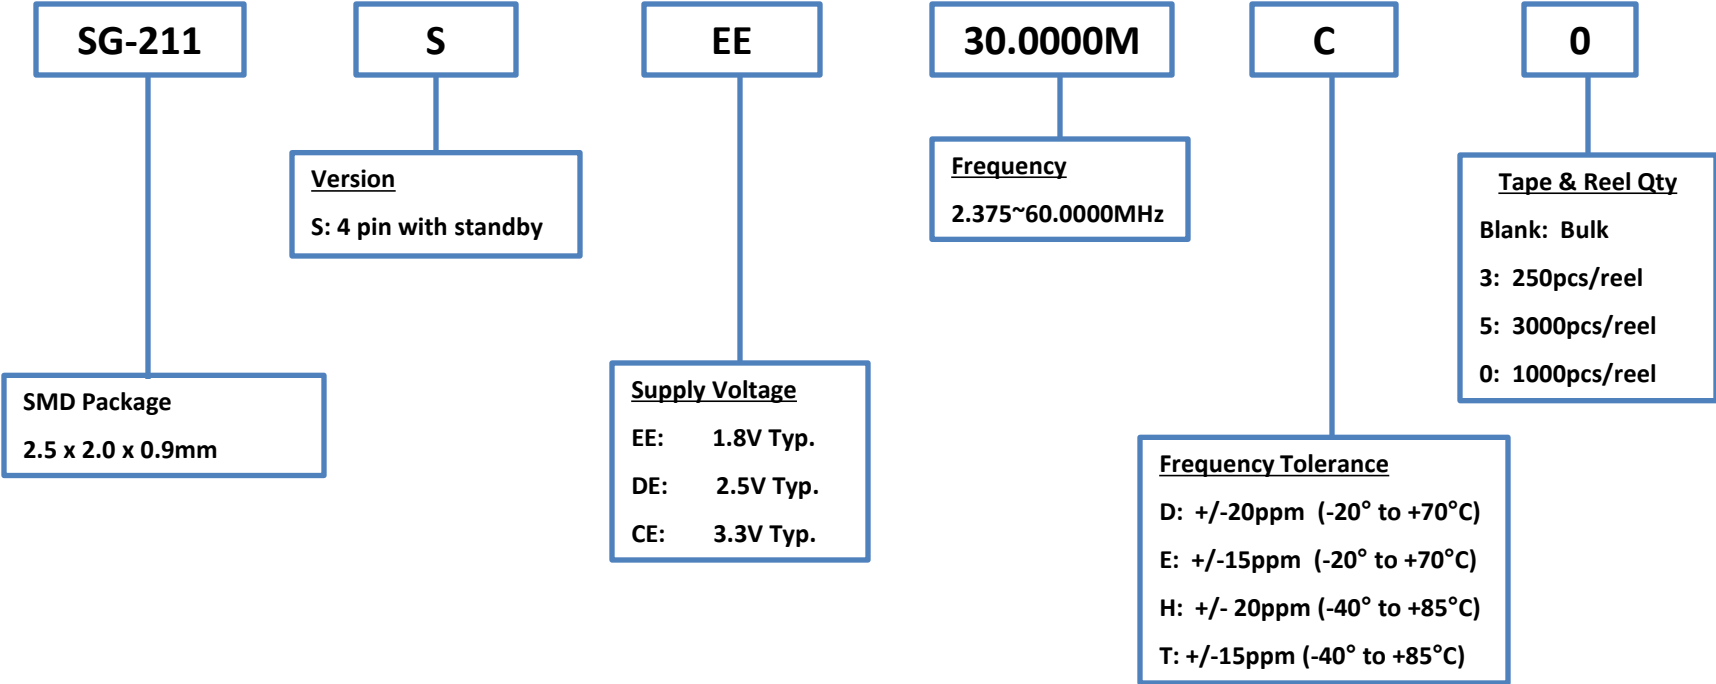 SG-211
S
EE
30.0000M
C
0
Version
S: 4 pin with standby
Frequency
2.375~60.0000MHz
Tape & Reel Qty
Blank: Bulk
3: 250pcs/reel
5: 3000pcs/reel
0: 1000pcs/reel
SMD Package
2.5 x 2.0 x 0.9mm
Supply Voltage
EE: 1.8V Typ.
DE: 2.5V Typ.
CE: 3.3V Typ.
Frequency Tolerance
D: +/-20ppm (-20° to +70°C)
E: +/-15ppm (-20° to +70°C)
H: +/- 20ppm (-40° to +85°C)
T: +/-15ppm (-40° to +85°C)